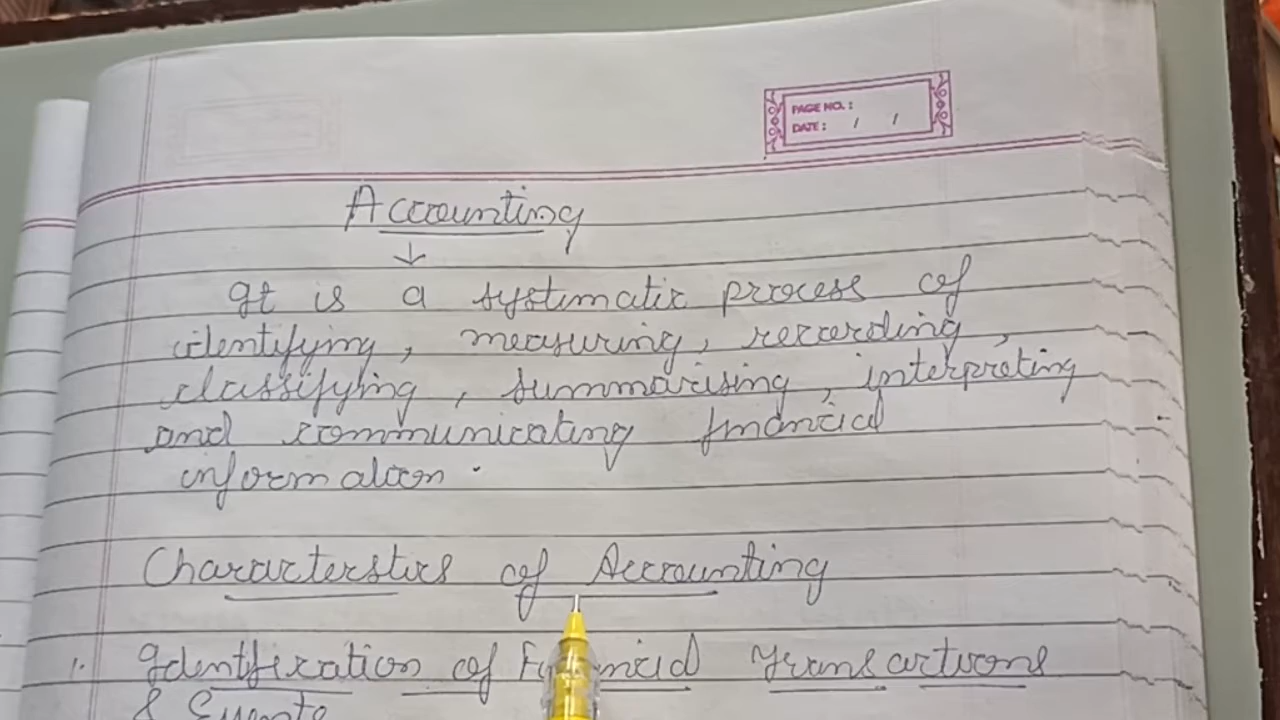 PAGE NO. :
DATE : / /
Accounting
It is a systematic process of
identifying, measuring, recording,
classifying, summarising, interpreting
and communicating financial
information.
Characterstics of Accounting
1. Identification of Financial Transactions
& Events